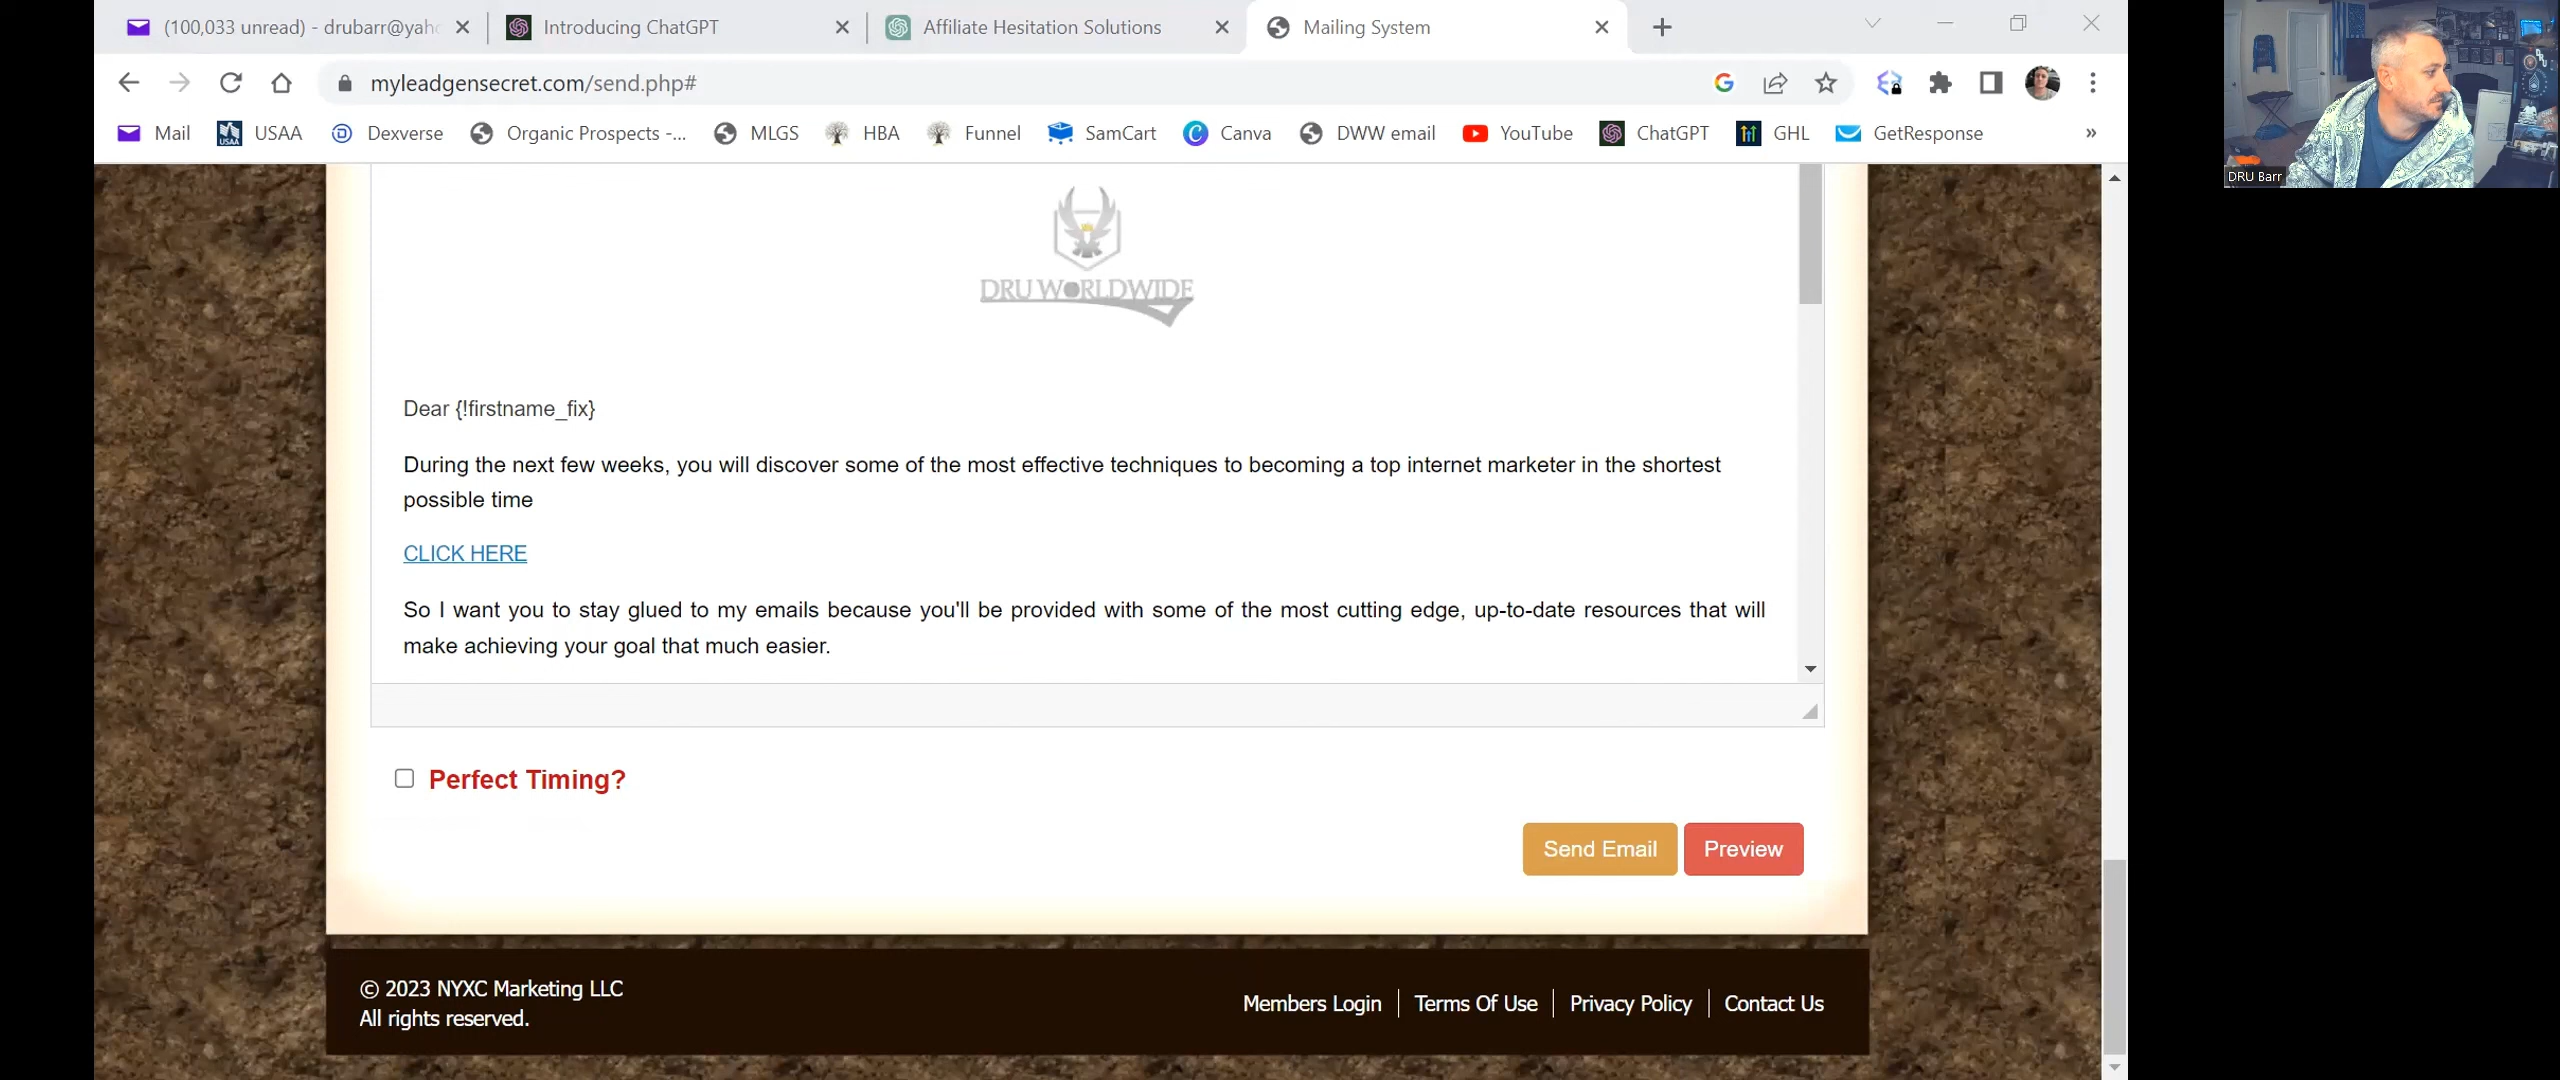 (100,033 unread) - drubarr@yah
Introducing ChatGPT
Affiliate Hesitation Solutions
Mailing System
myleadgensecret.com/send.php#
Mail
USAA
Dexverse
Organic Prospects -...
MLGS
HBA
Funnel
SamCart
Canva
DWW email
YouTube
ChatGPT
GHL
GetResponse
»
DRU Barr
DRU WORLDWIDE
Dear {!firstname_fix}
During the next few weeks, you will discover some of the most effective techniques to becoming a top internet marketer in the shortest
possible time
CLICK HERE
So I want you to stay glued to my emails because you'll be provided with some of the most cutting edge, up-to-date resources that will
make achieving your goal that much easier.
Perfect Timing?
Send Email
Preview
© 2023 NYXC Marketing LLC
All rights reserved.
Members Login
Terms Of Use
Privacy Policy
Contact Us